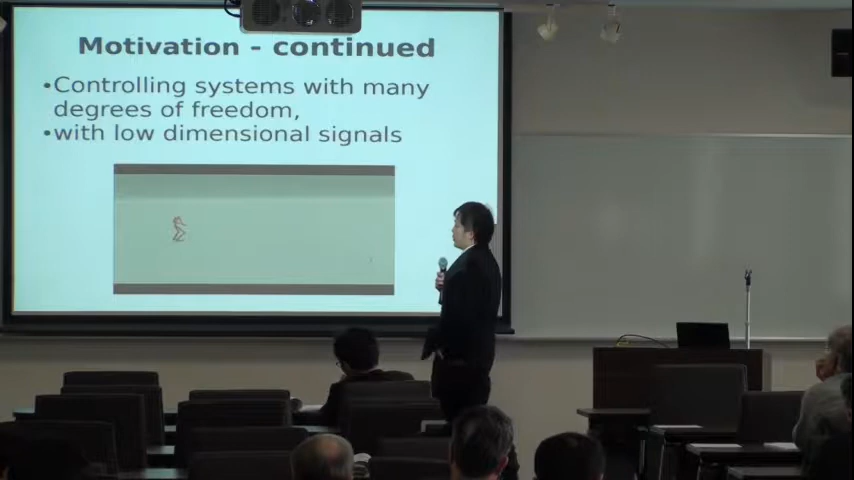 Motivation - continued
•Controlling systems with many
degrees of freedom,
•with low dimensional signals